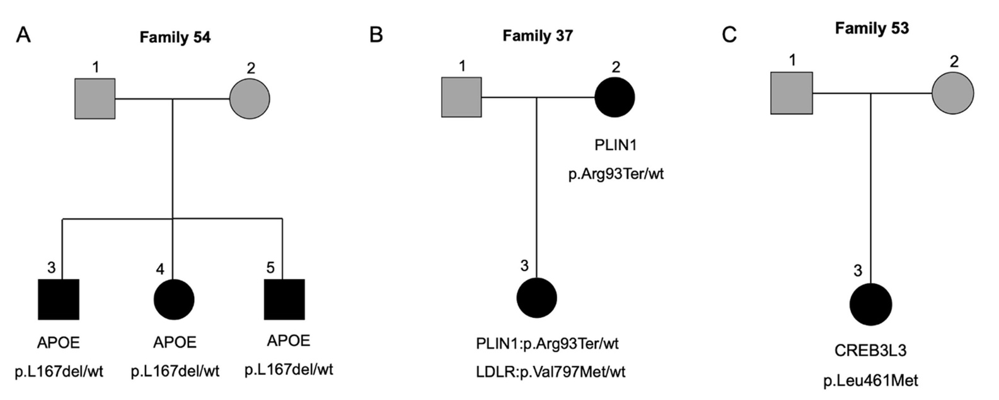 A
Family 54
1
2
3
4
5
APOE
p.L167del/wt
APOE
p.L167del/wt
APOE
p.L167del/wt
B
Family 37
1
2
PLIN1
p.Arg93Ter/wt
3
PLIN1:p.Arg93Ter/wt
LDLR:p.Val797Met/wt
C
Family 53
1
2
3
CREB3L3
p.Leu461Met